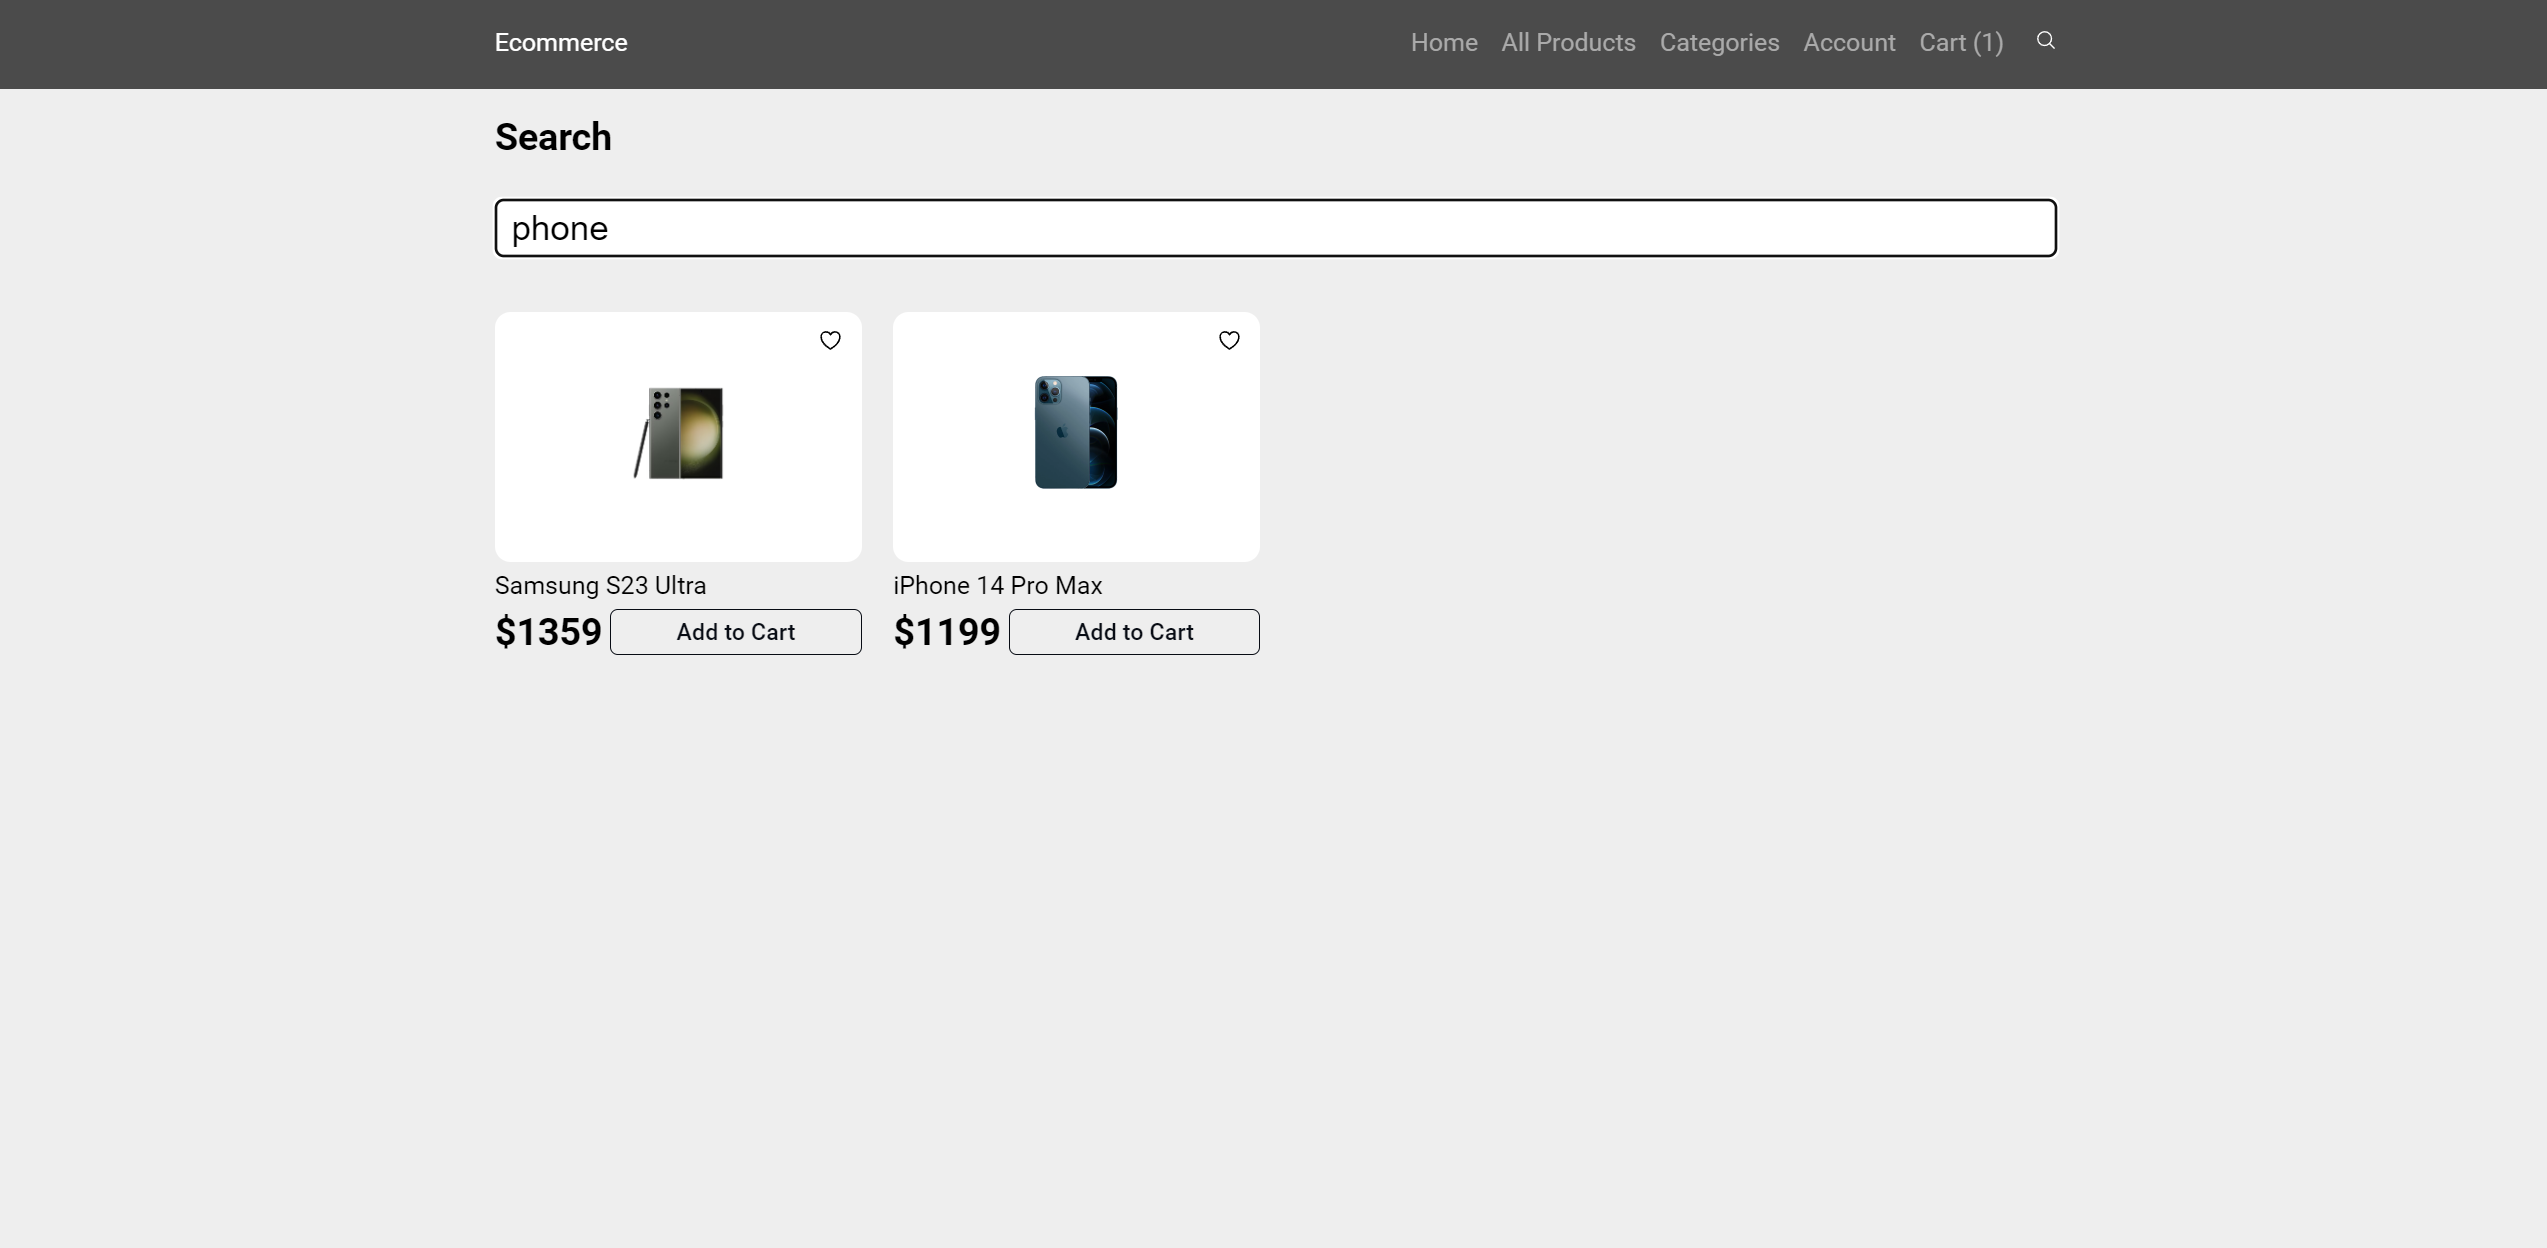 Ecommerce
Home All Products Categories Account Cart (1)
Search
phone
Samsung S23 Ultra
$1359 Add to Cart
iPhone 14 Pro Max
$1199 Add to Cart